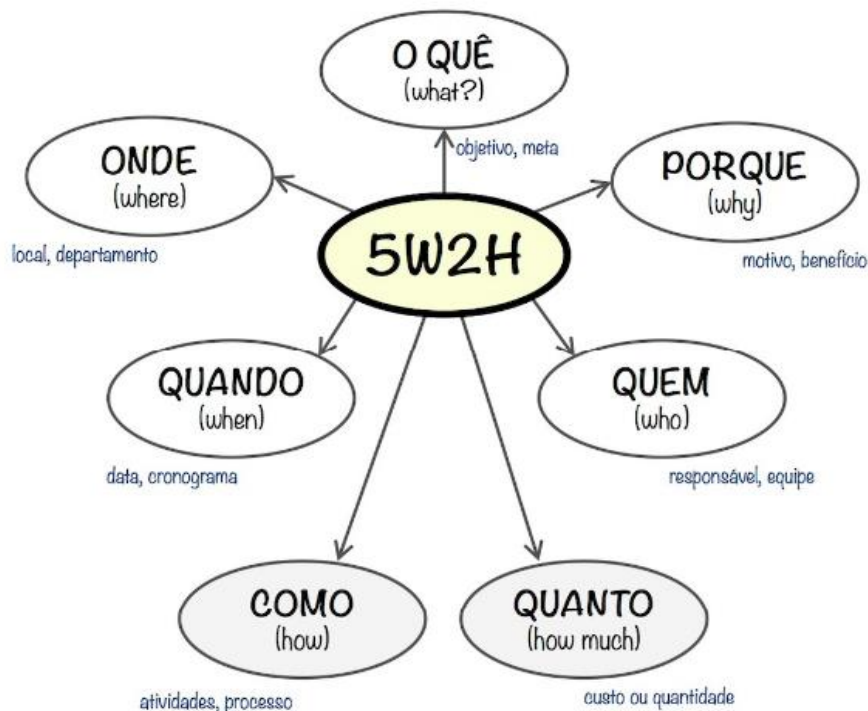 O QUÊ
(what?)
objetivo, meta
ONDE
(where)
local, departamento
PORQUE
(why)
motivo, benefício
5W2H
QUANDO
(when)
data, cronograma
QUEM
(who)
responsável, equipe
COMO
(how)
atividades, processo
QUANTO
(how much)
custo ou quantidade